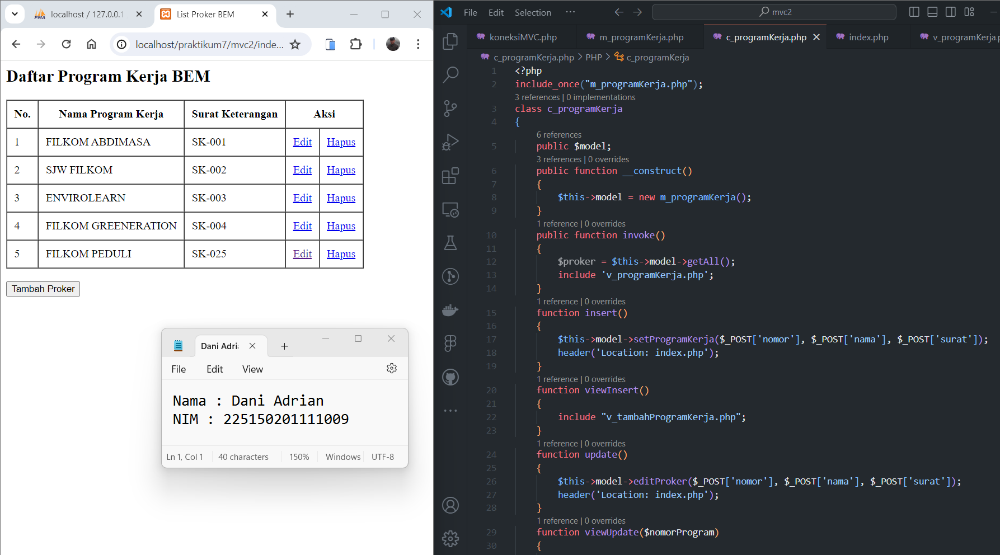 localhost / 127.0.0.1
List Proker BEM
localhost/praktikum7/mvc2/inde...
Daftar Program Kerja BEM
No. Nama Program Kerja Surat Keterangan Aksi
1 FILKOM ABDIMASA SK-001 Edit Hapus
2 SJW FILKOM SK-002 Edit Hapus
3 ENVIROLEARN SK-003 Edit Hapus
4 FILKOM GREENERATION SK-004 Edit Hapus
5 FILKOM PEDULI SK-025 Edit Hapus
Tambah Proker
Dani Adri
File Edit View
Nama : Dani Adrian
NIM : 225150201111009
Ln 1, Col 1 40 characters 150% Windows UTF-8
File Edit Selection ··· mvc2
koneksiMVC.php m_programKerja.php c_programKerja.php index.php v_programKerja.p
c_programKerja.php > PHP > c_programKerja
1 <?php
2 include_once("m_programKerja.php");
3 references | 0 implementations
3 class c_programKerja
4 {
6 references
5 public $model;
3 references | 0 overrides
6 public function __construct()
7 {
8 $this->model = new m_programKerja();
9 }
1 reference | 0 overrides
10 public function invoke()
11 {
12 $proker = $this->model->getAll();
13 include 'v_programKerja.php';
14 }
1 reference | 0 overrides
15 function insert()
16 {
17 $this->model->setProgramKerja($_POST['nomor'], $_POST['nama'], $_POST['surat']);
18 header('Location: index.php');
19 }
1 reference | 0 overrides
20 function viewInsert()
21 {
22 include "v_tambahProgramKerja.php";
23 }
1 reference | 0 overrides
24 function update()
25 {
26 $this->model->editProker($_POST['nomor'], $_POST['nama'], $_POST['surat']);
27 header('Location: index.php');
28 }
1 reference | 0 overrides
29 function viewUpdate($nomorProgram)
30 {